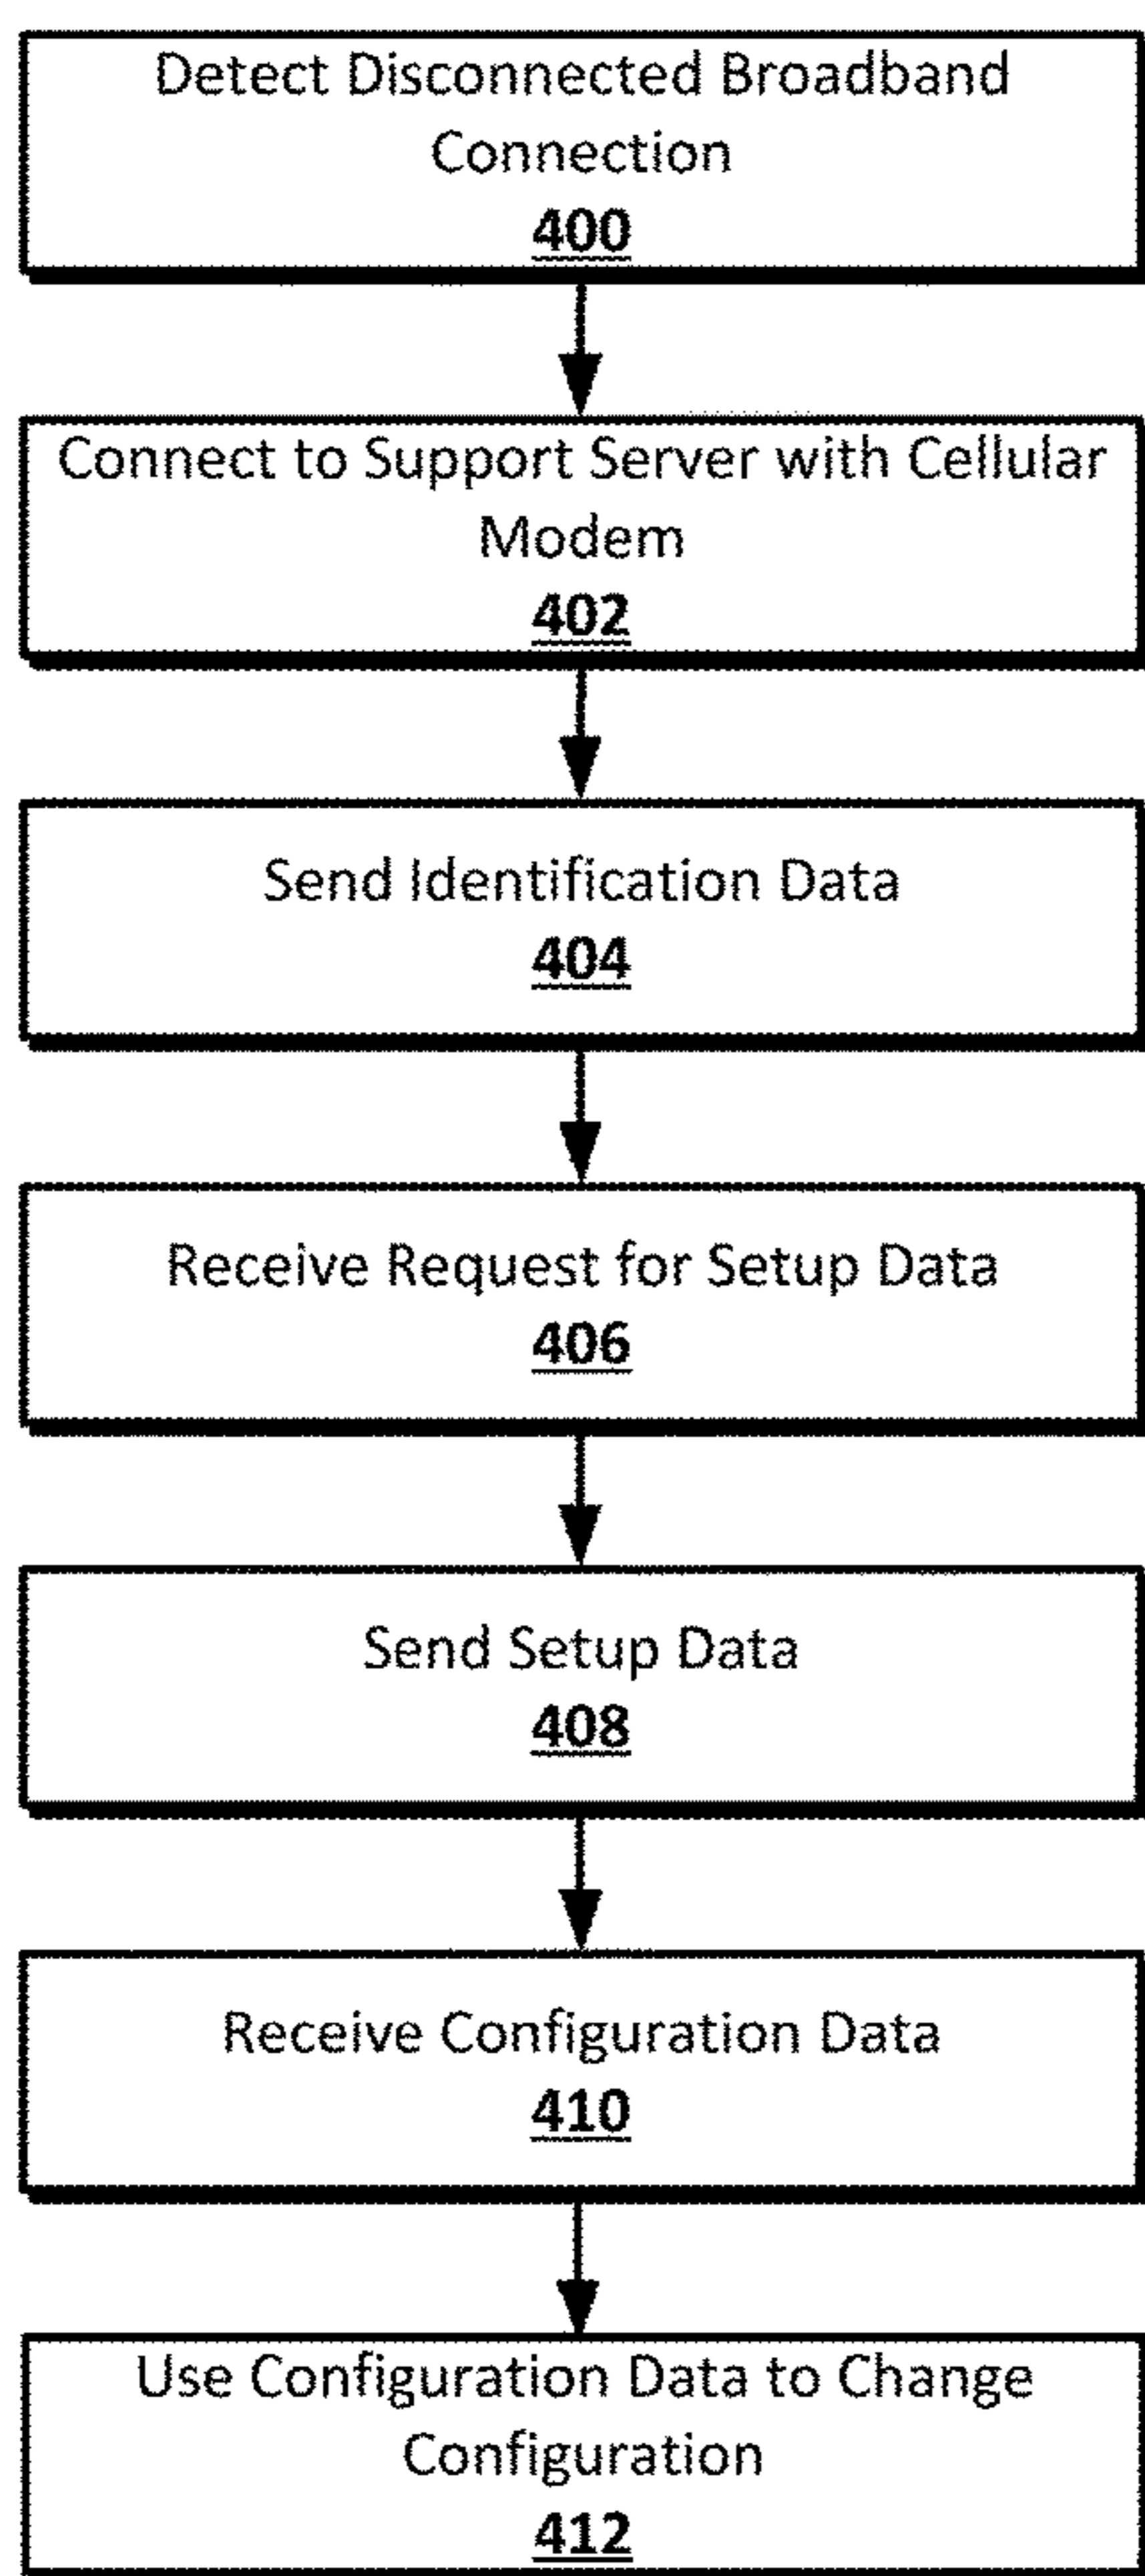 Detect Disconnected Broadband
Connection
400
Connect to Support Server with Cellular
Modem
402
Send Identification Data
404
Receive Request for Setup Data
406
Send Setup Data
408
Receive Configuration Data
410
Use Configuration Data to Change
Configuration
412